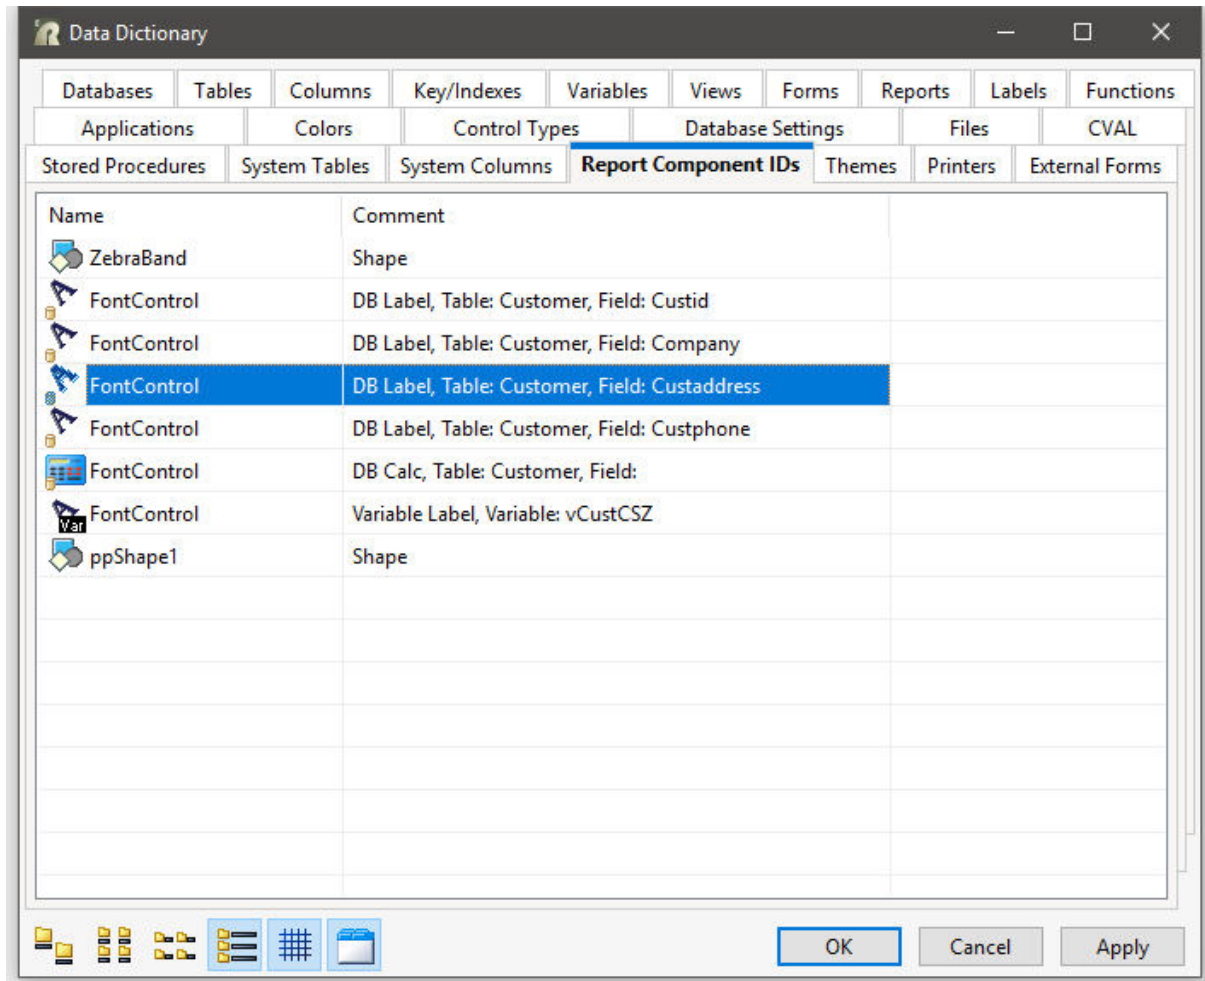 Data Dictionary
Databases Tables Columns Key/Indexes Variables Views Forms Reports Labels Functions
Applications Colors Control Types Database Settings Files CVAL
Stored Procedures System Tables System Columns Report Component IDs Themes Printers External Forms
Name Comment
ZebraBand Shape
FontControl DB Label, Table: Customer, Field: Custid
FontControl DB Label, Table: Customer, Field: Company
FontControl DB Label, Table: Customer, Field: Custaddress
FontControl DB Label, Table: Customer, Field: Custphone
FontControl DB Calc, Table: Customer, Field:
Var FontControl Variable Label, Variable: vCustCSZ
ppShape1 Shape
OK Cancel Apply